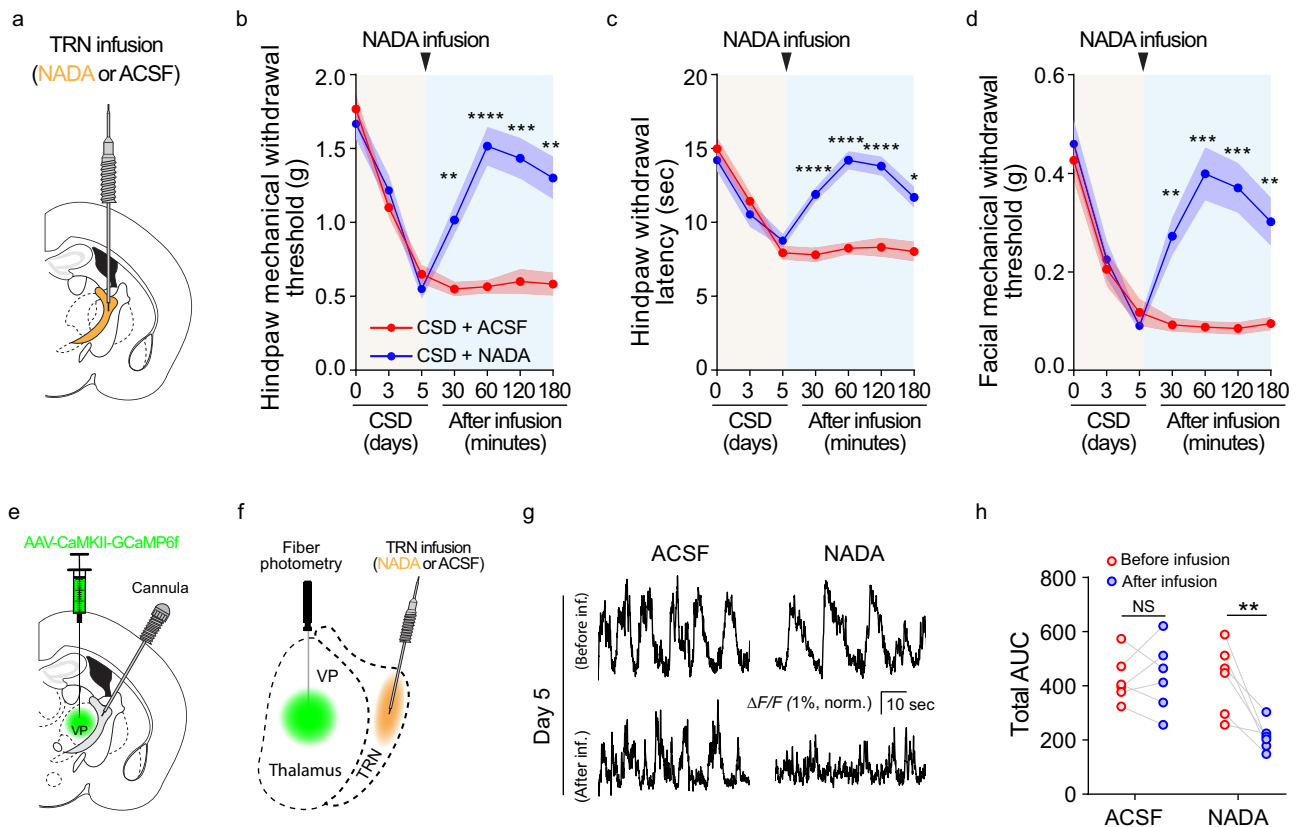 a
TRN infusion
(NADA or ACSF)
b
NADA infusion
Hindpaw mechanical withdrawal
threshold (g)
2.0
1.5
1.0
0.5
0.0
**
****
***
**
CSD + ACSF
CSD + NADA
0 3 5 30 60 120 180
CSD
(days)
After infusion
(minutes)
c
NADA infusion
Hindpaw withdrawal
latency (sec)
20
15
10
5
0
****
****
****
*
0 3 5 30 60 120 180
CSD
(days)
After infusion
(minutes)
d
NADA infusion
Facial mechanical withdrawal
threshold (g)
0.6
0.4
0.2
0.0
**
***
***
**
0 3 5 30 60 120 180
CSD
(days)
After infusion
(minutes)
e
AAV-CaMKII-GCaMP6f
Cannula
VP
f
Fiber
photometry
TRN infusion
(NADA or ACSF)
VP
Thalamus
TRN
g
ACSF NADA
Day 5
(Before inf.)
(After inf.)
ΔF/F (1%, norm.)
10 sec
h
Before infusion
After infusion
Total AUC
800
600
400
200
0
NS
**
ACSF NADA